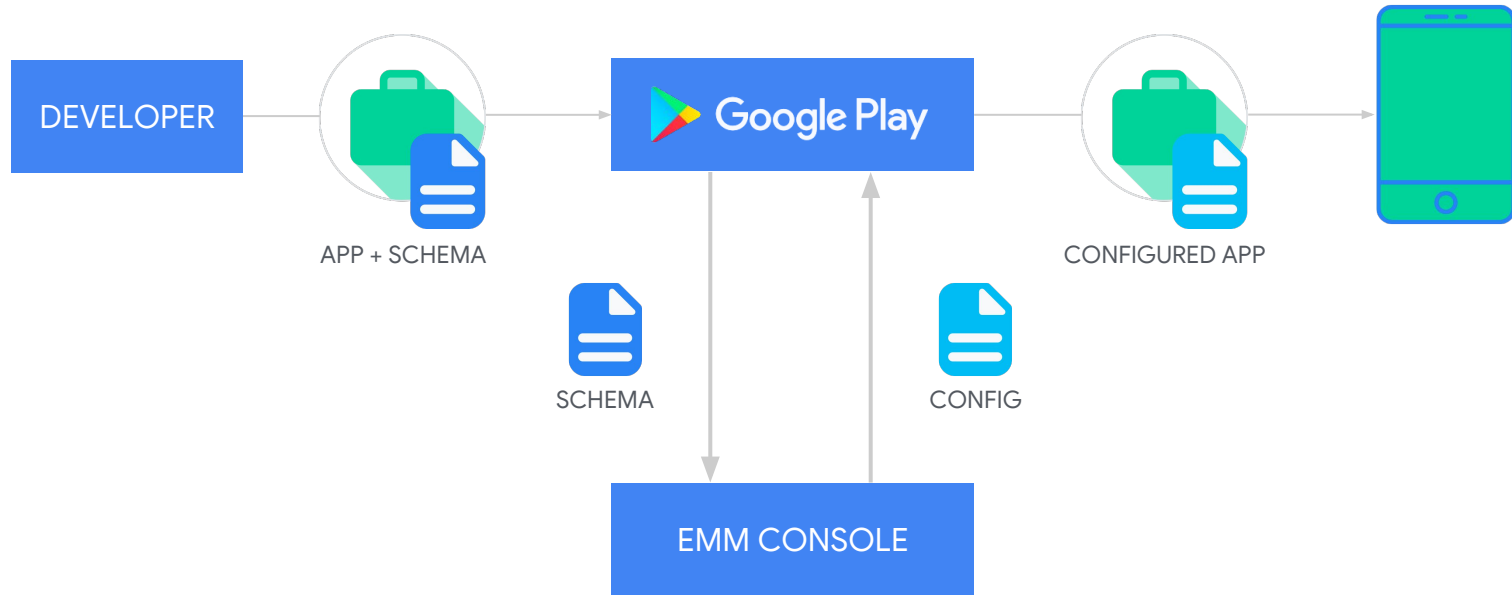 DEVELOPER
APP + SCHEMA
Google Play
CONFIGURED APP
SCHEMA
CONFIG
EMM CONSOLE